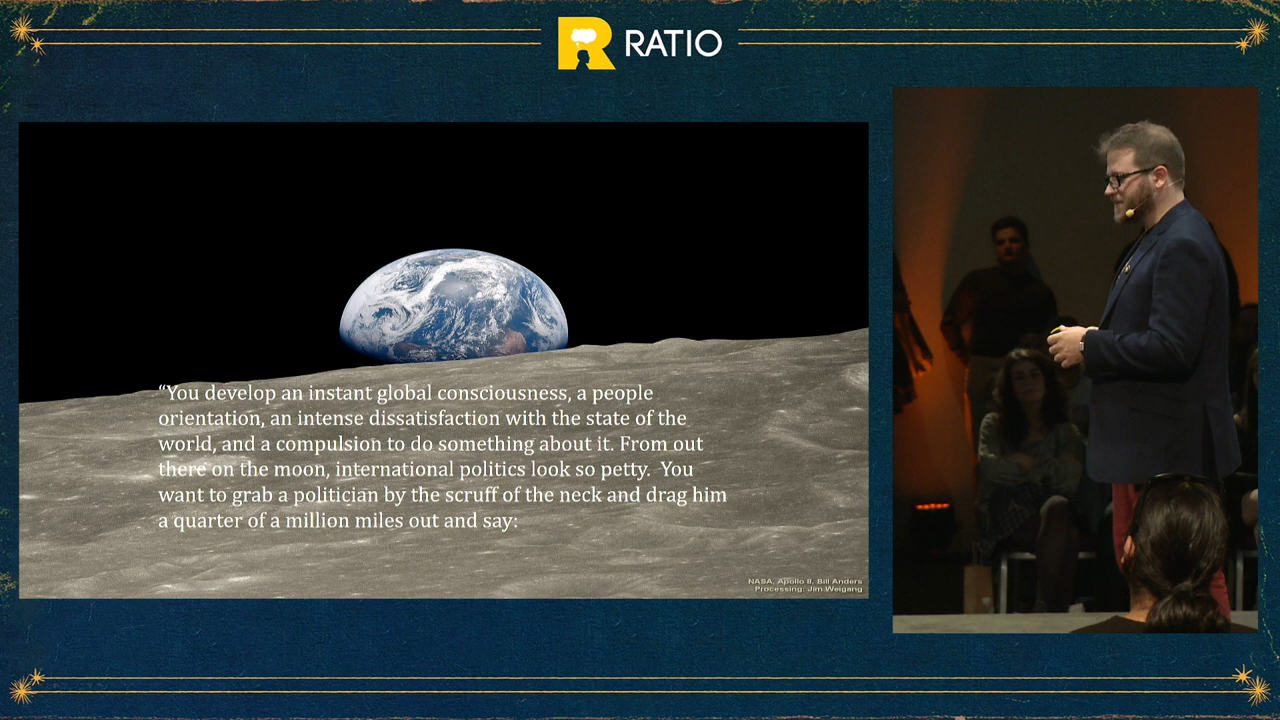 RATIO
“You develop an instant global consciousness, a people
orientation, an intense dissatisfaction with the state of the
world, and a compulsion to do something about it. From out
there on the moon, international politics look so petty.  You
want to grab a politician by the scruff of the neck and drag him
a quarter of a million miles out and say:
NASA, Apollo 8, Bill Anders
Processing: Jim Weigang